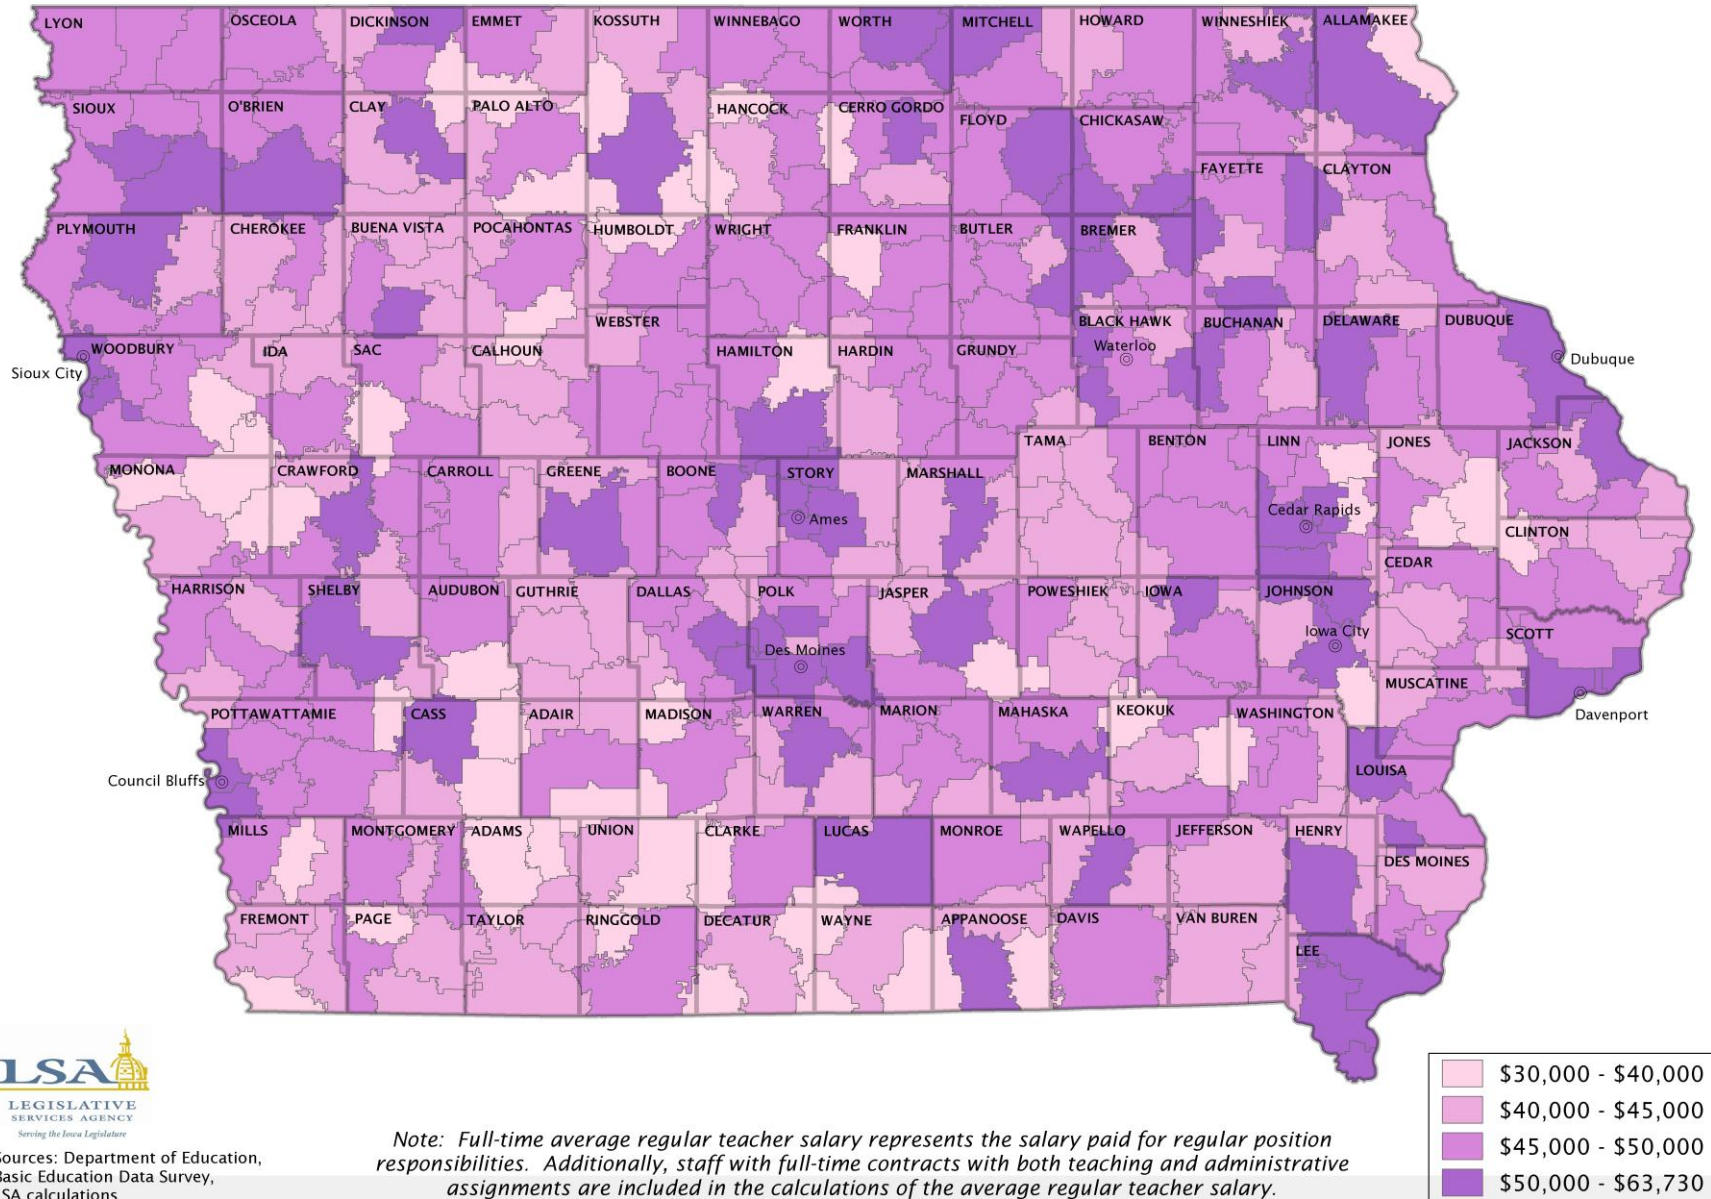 LYON
OSCEOLA
DICKINSON
EMMET
KOSSUTH
WINNEBAGO
WORTH
MITCHELL
HOWARD
WINNESHIEK
ALLAMAKEE
SIOUX
O'BRIEN
CLAY
PALO ALTO
HANCOCK
CERRO GORDO
FLOYD
CHICKASAW
FAYETTE
CLAYTON
PLYMOUTH
CHEROKEE
BUENA VISTA
POCAHONTAS
HUMBOLDT
WRIGHT
FRANKLIN
BUTLER
BREMER
WEBSTER
BLACK HAWK
BUCHANAN
DELAWARE
DUBUQUE
Waterloo
Dubuque
WOODBURY
IDA
SAC
CALHOUN
HAMILTON
HARDIN
GRUNDY
Sioux City
TAMA
BENTON
LINN
JONES
JACKSON
MONONA
CRAWFORD
CARROLL
GREENE
BOONE
STORY
MARSHALL
Cedar Rapids
Ames
CLINTON
CEDAR
HARRISON
SHELBY
AUDUBON
GUTHRIE
DALLAS
POLK
JASPER
POWESHIEK
IOWA
JOHNSON
Iowa City
SCOTT
Des Moines
MUSCATINE
Davenport
POTTAWATTAMIE
CASS
ADAIR
MADISON
WARREN
MARION
MAHASKA
KEOKUK
WASHINGTON
Council Bluffs
LOUISA
MILLS
MONTGOMERY
ADAMS
UNION
CLARKE
LUCAS
MONROE
WAPELLO
JEFFERSON
HENRY
DES MOINES
FREMONT
PAGE
TAYLOR
RINGGOLD
DECATUR
WAYNE
APPANOOSE
DAVIS
VAN BUREN
LEE
LSA
LEGISLATIVE
SERVICES AGENCY
Serving the Iowa Legislature
Sources: Department of Education,
Basic Education Data Survey,
LSA calculations
Note: Full-time average regular teacher salary represents the salary paid for regular position
responsibilities. Additionally, staff with full-time contracts with both teaching and administrative
assignments are included in the calculations of the average regular teacher salary.
$30,000 - $40,000
$40,000 - $45,000
$45,000 - $50,000
$50,000 - $63,730